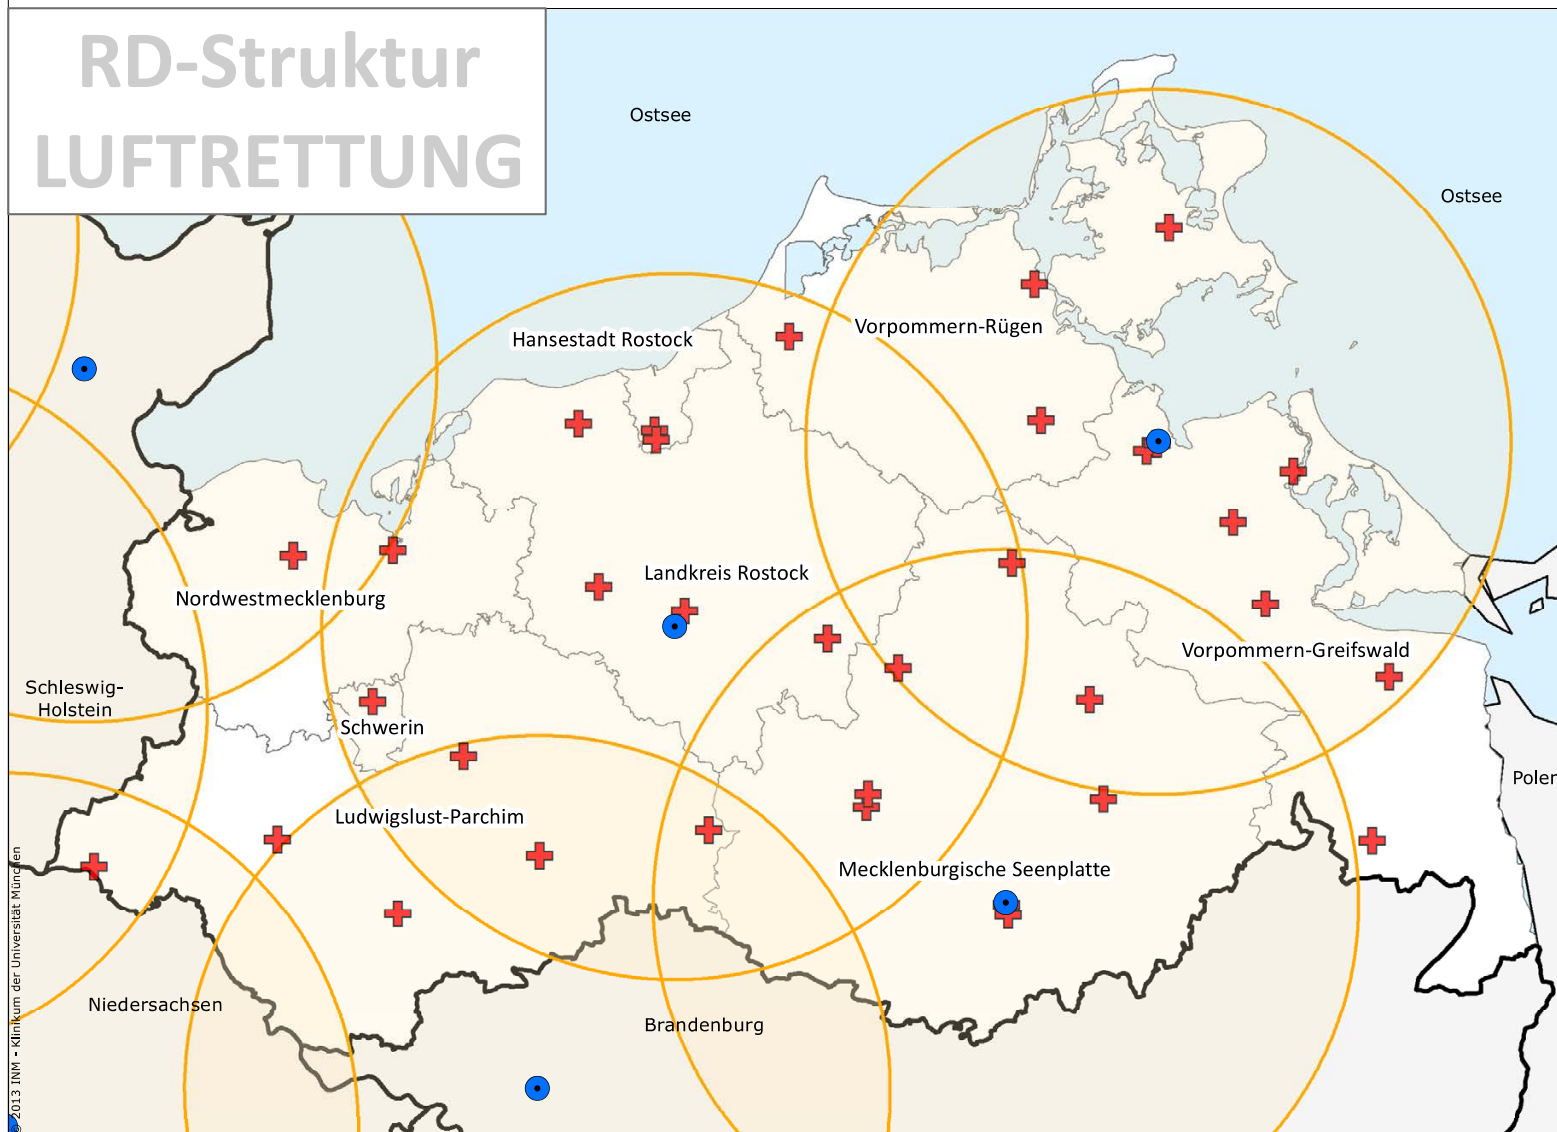 RD-Struktur
LUFTRETTUNG
Ostsee
Ostsee
Hansestadt Rostock
Vorpommern-Rügen
Landkreis Rostock
Nordwestmecklenburg
Vorpommern-Greifswald
Schleswig-
Holstein
Schwerin
Polen
Ludwigslust-Parchim
Mecklenburgische Seenplatte
Niedersachsen
Brandenburg
© 2013 INM - Klinikum der Universität München